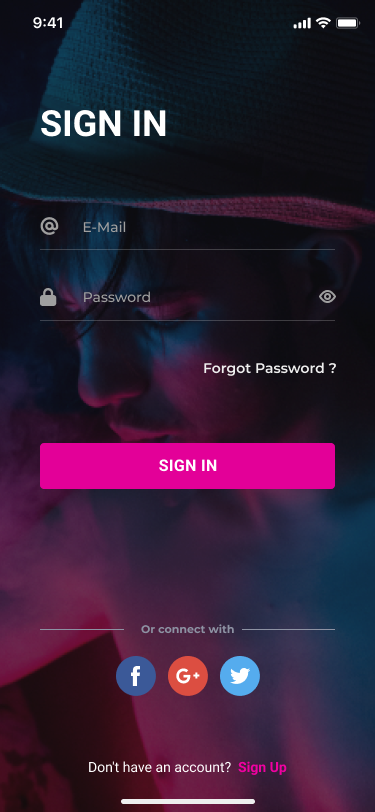 9:41
SIGN IN
E-Mail
Password
Forgot Password ?
SIGN IN
Or connect with
f G+
Don't have an account? Sign Up